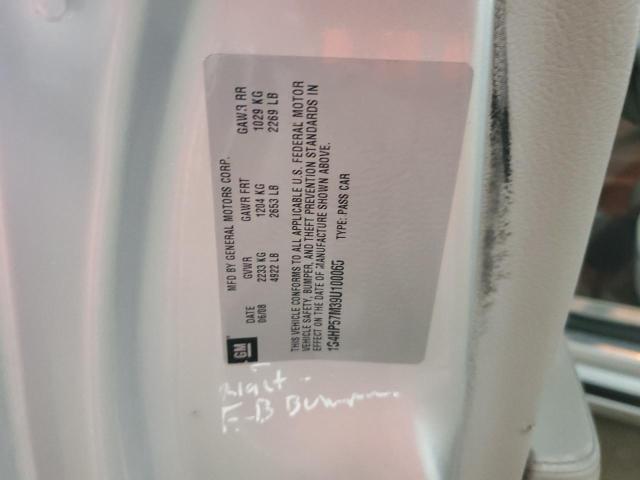 MFD BY GENERAL MOTORS CORP.
DATE GVWR GAWR FRT GAWR RR
06/08 2233 KG 1204 KG 1029 KG
4922 LB 2653 LB 2269 LB
GM
THIS VEHICLE CONFORMS TO ALL APPLICABLE U.S. FEDERAL MOTOR
VEHICLE SAFETY, BUMPER, AND THEFT PREVENTION STANDARDS IN
EFFECT ON THE DATE OF MANUFACTURE SHOWN ABOVE.
1G4HP57M39U100065 TYPE: PASS CAR